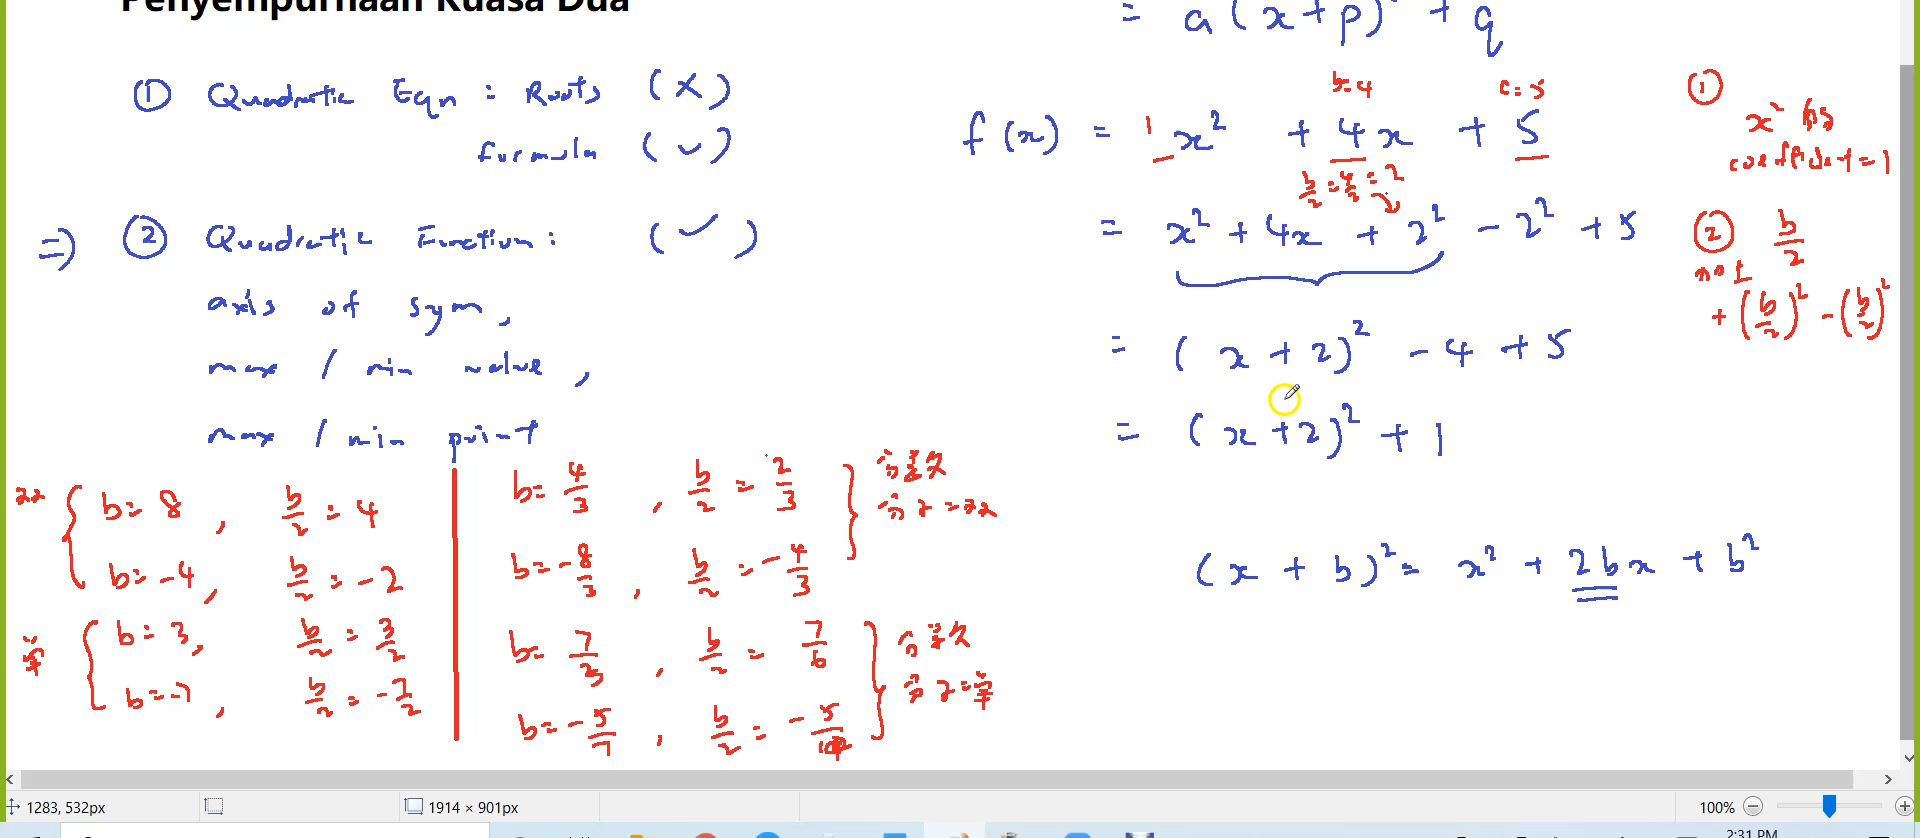 Penyempurnaan Kuasa Dua
① Quadratic Eqn : Roots (X)
formula (✓)
⇒ ② Quadratic Function : (✓)
axis of sym,
max / min value,
max / min point
b = 8, b/2 = 4
b = -4, b/2 = -2
b = 3, b/2 = 3/2
b = -7, b/2 = -7/2
b = 4/3, b/2 = 2/3
b = -8/3, b/2 = -4/3
b = 7/3, b/2 = 7/6
b = -5/7, b/2 = -5/14
= a(x+p)² + q
b=4 c=5
f(x) = 1x² + 4x + 5
b/2 = 4/2 = 2
= x² + 4x + 2² - 2² + 5
= (x+2)² - 4 + 5
= (x+2)² + 1
(x + b)² = x² + 2bx + b²
①
x² has
coefficient = 1
② b/2
not
+ (b/2)² - (b/2)²
1283, 532px
1914 × 901px
100%
2:31 PM